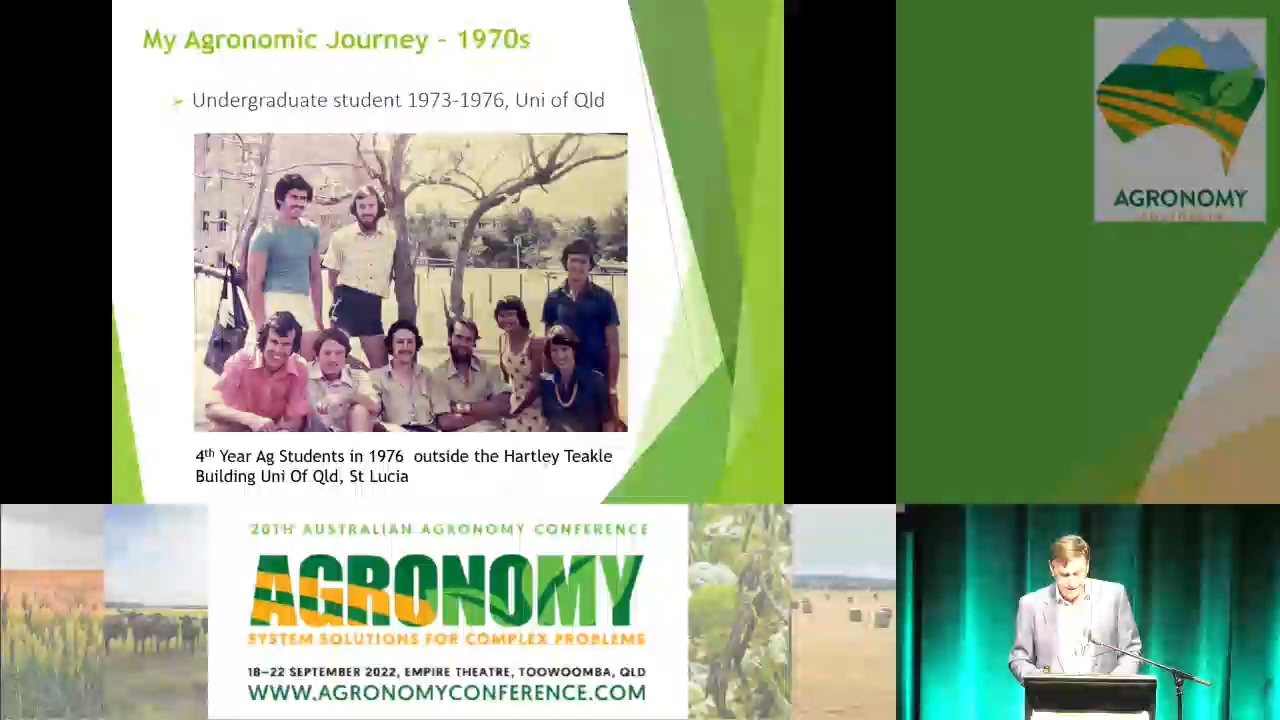 My Agronomic Journey - 1970s
Undergraduate student 1973-1976, Uni of Qld
4th Year Ag Students in 1976 outside the Hartley Teakle
Building Uni Of Qld, St Lucia
AGRONOMY
20TH AUSTRALIAN AGRONOMY CONFERENCE
AGRONOMY
SYSTEM SOLUTIONS FOR COMPLEX PROBLEMS
18-22 SEPTEMBER 2022, EMPIRE THEATRE, TOOWOOMBA, QLD
WWW.AGRONOMYCONFERENCE.COM